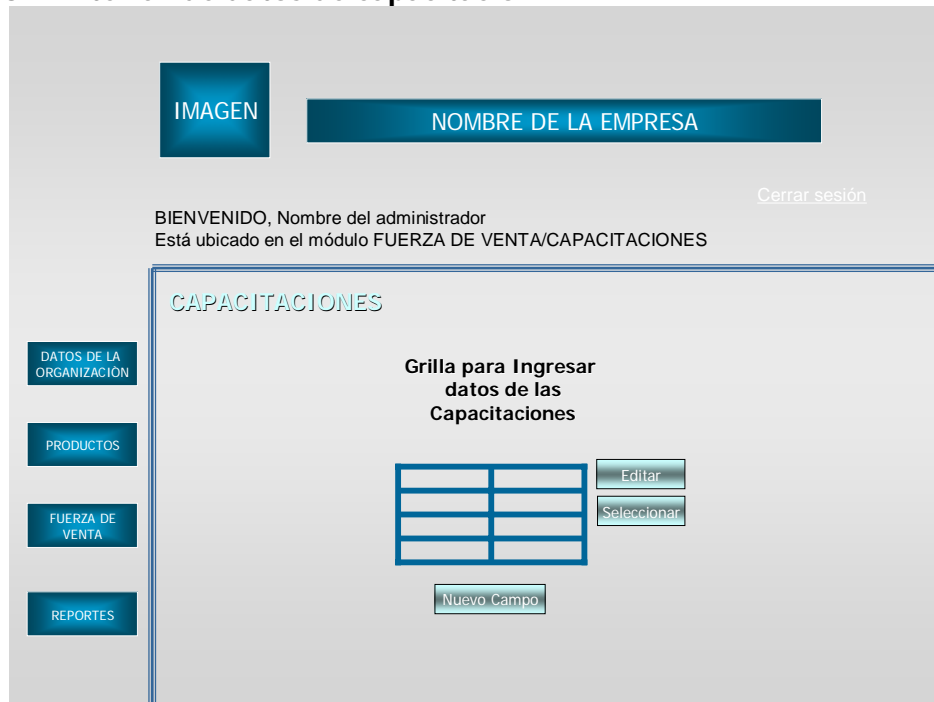 IMAGEN
NOMBRE DE LA EMPRESA
Cerrar sesión
BIENVENIDO, Nombre del administrador
Está ubicado en el módulo FUERZA DE VENTA/CAPACITACIONES
CAPACITACIONES
DATOS DE LA
ORGANIZACIÒN
Grilla para Ingresar
datos de las
Capacitaciones
PRODUCTOS
Editar
Seleccionar
FUERZA DE
VENTA
Nuevo Campo
REPORTES